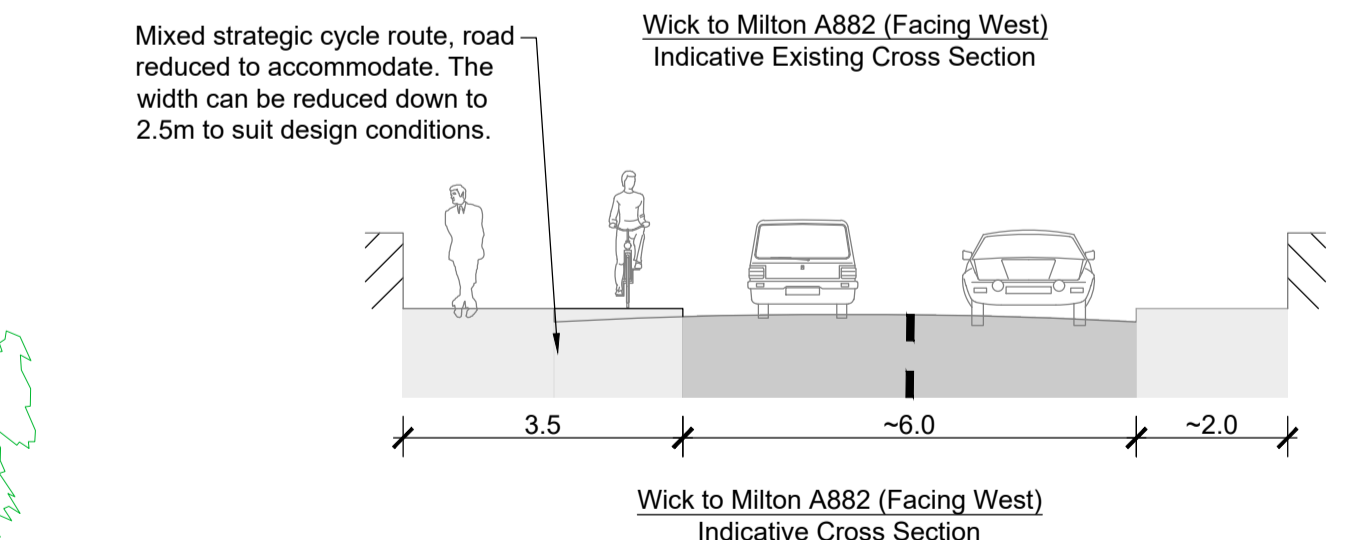 Wick to Milton A882 (Facing West)
Indicative Existing Cross Section
Mixed strategic cycle route, road
reduced to accommodate. The
width can be reduced down to
2.5m to suit design conditions.
3.5
~6.0
~2.0
Wick to Milton A882 (Facing West)
Indicative Cross Section